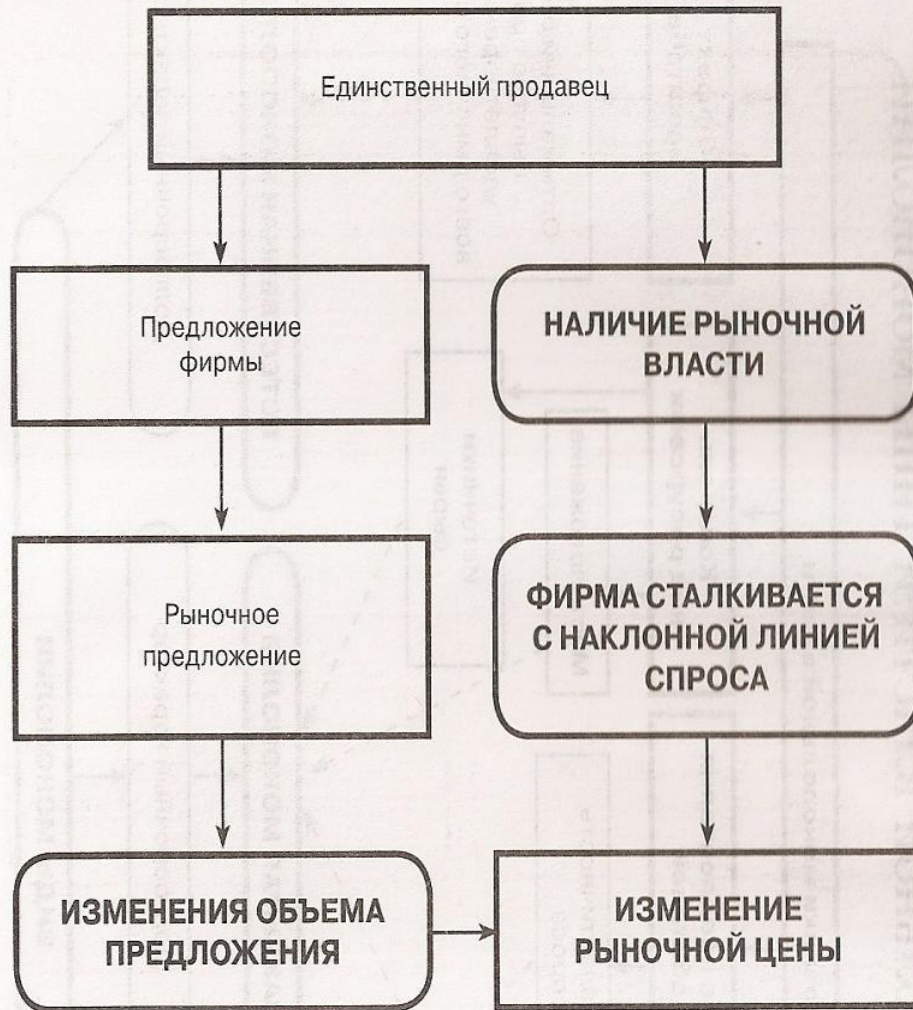 Единственный продавец
Предложение
фирмы
НАЛИЧИЕ РЫНОЧНОЙ
ВЛАСТИ
Рыночное
предложение
ФИРМА СТАЛКИВАЕТСЯ
С НАКЛОННОЙ ЛИНИЕЙ
СПРОСА
ИЗМЕНЕНИЯ ОБЪЕМА
ПРЕДЛОЖЕНИЯ
ИЗМЕНЕНИЕ
РЫНОЧНОЙ ЦЕНЫ